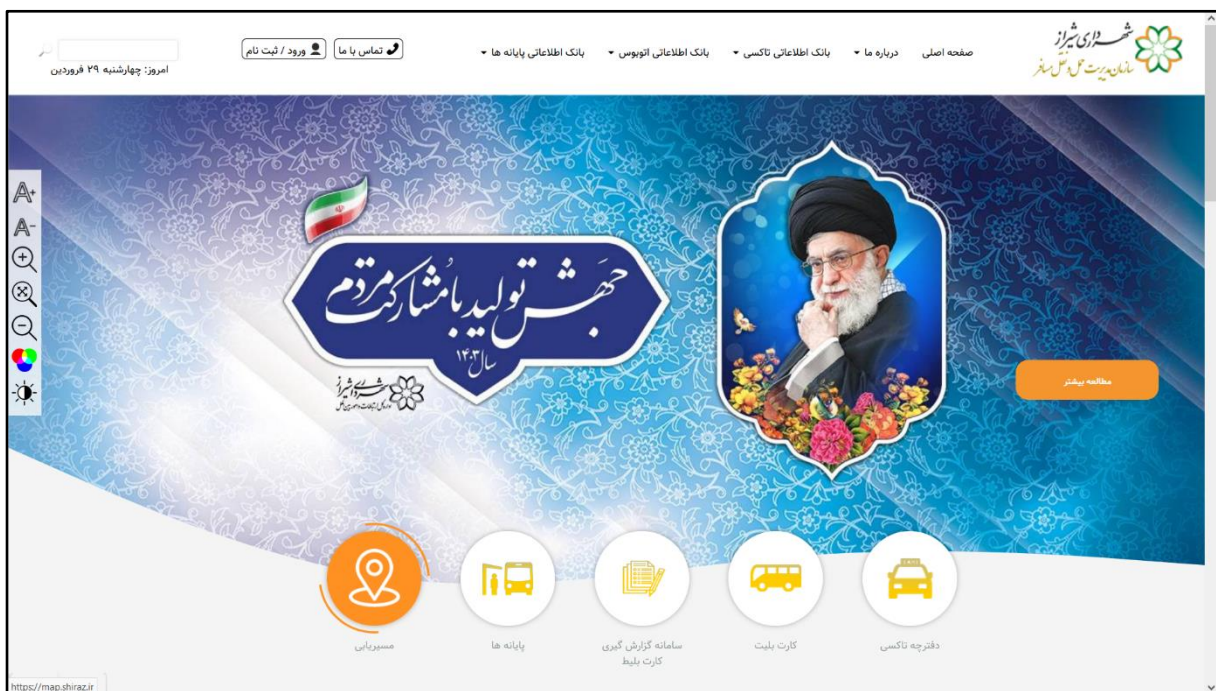 شهرداری شیراز
سازمان مدیریت حمل و نقل مسافر
صفحه اصلی
درباره ما
بانک اطلاعاتی تاکسی
بانک اطلاعاتی اتوبوس
بانک اطلاعاتی پایانه ها
تماس با ما
ورود / ثبت نام
امروز: چهارشنبه ۲۹ فروردین
A+
A-
جهش تولید با مشارکت مردم
سال ۱۴۰۳
شهرداری شیراز
مطالعه بیشتر
دفترچه تاکسی
کارت بلیت
سامانه گزارش گیری
کارت بلیط
پایانه ها
مسیریابی
https://map.shiraz.ir